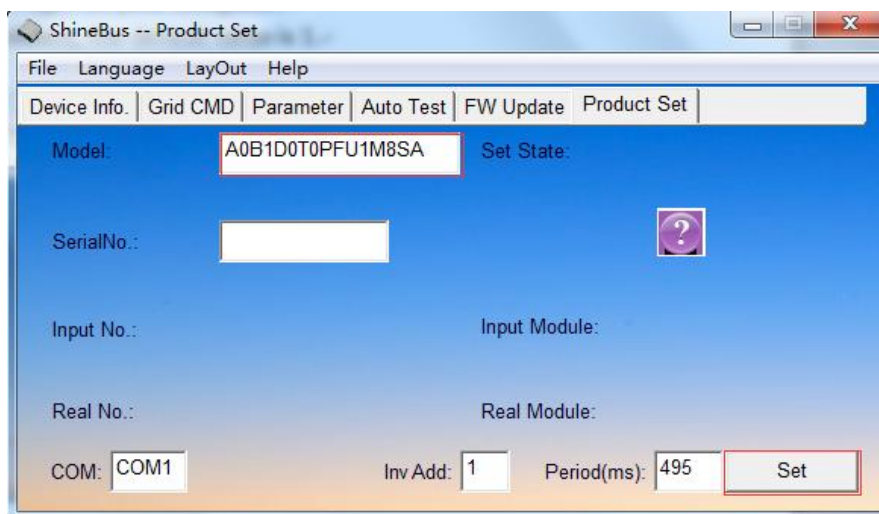 ShineBus -- Product Set
File Language LayOut Help
Device Info. Grid CMD Parameter Auto Test FW Update Product Set
Model: A0B1D0T0PFU1M8SA Set State:
SerialNo.: ?
Input No.: Input Module:
Real No.: Real Module:
COM: COM1 Inv Add: 1 Period(ms): 495 Set